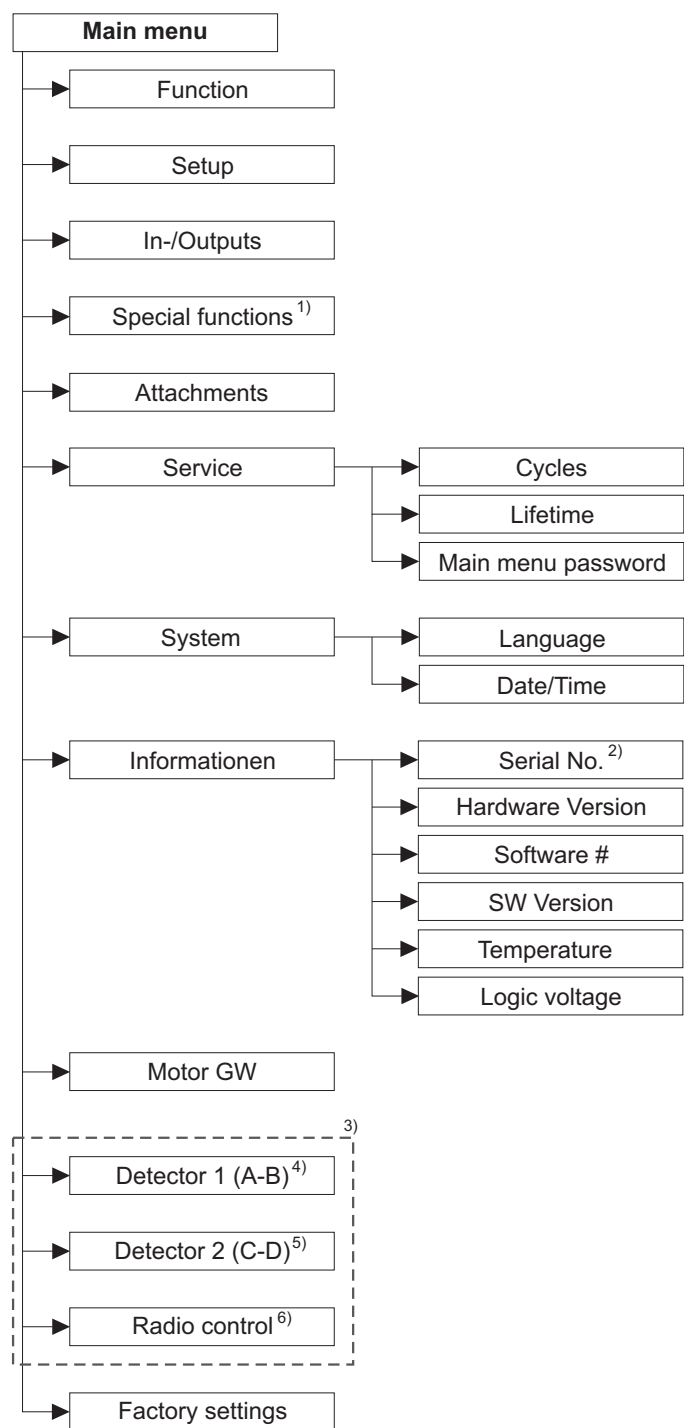 Main menu
Function
Setup
In-/Outputs
Special functions 1)
Attachments
Service
Cycles
Lifetime
Main menu password
System
Language
Date/Time
Informationen
Serial No. 2)
Hardware Version
Software #
SW Version
Temperature
Logic voltage
Motor GW
3)
Detector 1 (A-B) 4)
Detector 2 (C-D) 5)
Radio control 6)
Factory settings